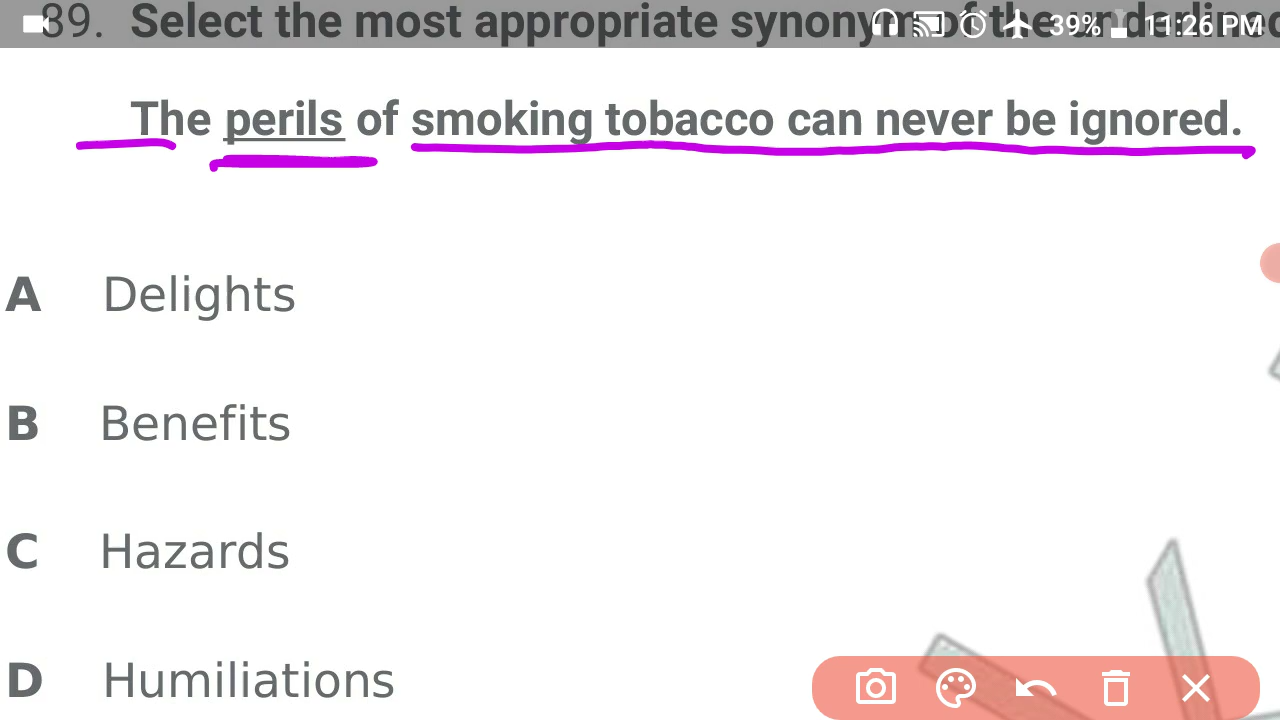 89. Select the most appropriate synonym of the underlined
39% 11:26 PM
The perils of smoking tobacco can never be ignored.
A Delights
B Benefits
C Hazards
D Humiliations